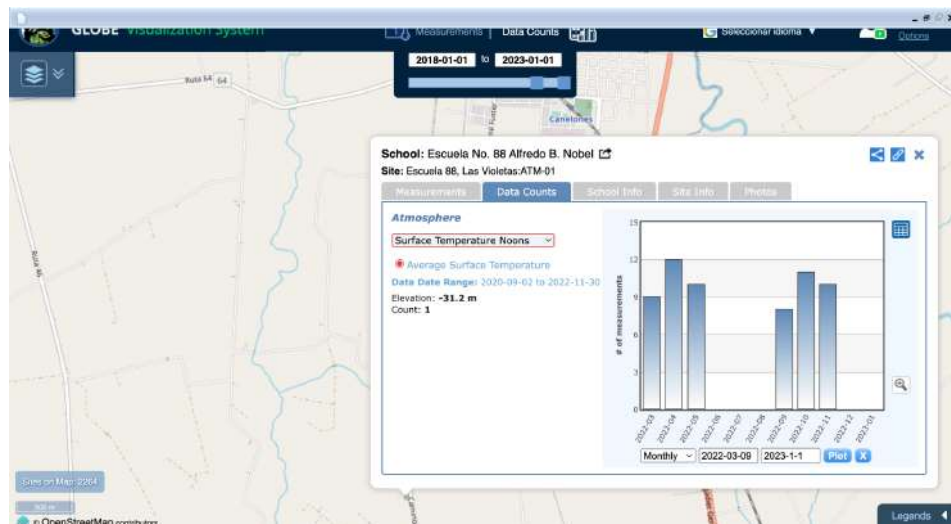 GLOBE Visualization System
Measurements | Data Counts
Seleccionar idioma ▼
Options
2018-01-01 to 2023-01-01
Ruta 64
64
Canelones
Ruta 46
School: Escuela No. 88 Alfredo B. Nobel
Site: Escuela 88, Las Violetas:ATM-01
Measurements
Data Counts
School Info
Site Info
Photos
Atmosphere
Surface Temperature Noons
Average Surface Temperature
Data Date Range: 2020-09-02 to 2022-11-30
Elevation: -31.2 m
Count: 1
# of measurements
15
12
9
6
3
0
2022-03
2022-04
2022-05
2022-06
2022-07
2022-08
2022-09
2022-10
2022-11
2022-12
2023-01
Monthly
2022-03-09
2023-1-1
Plot
X
Sites on Map: 2264
500 m
© OpenStreetMap contributors
Legends